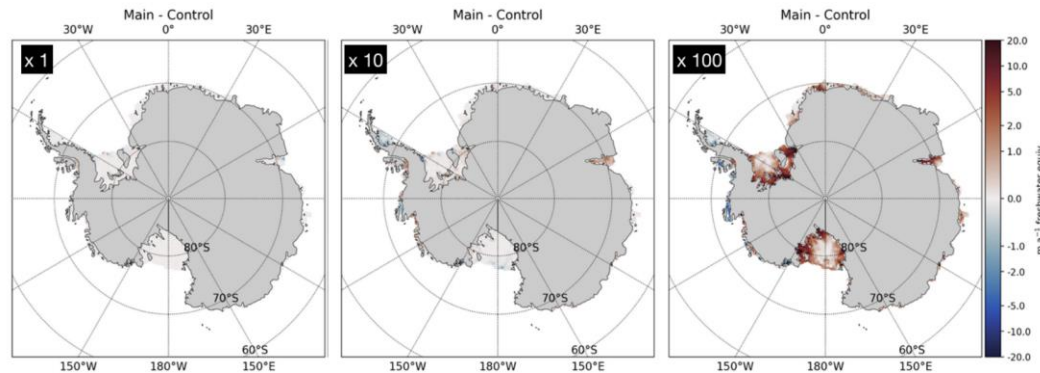 Main - Control
30°W 0° 30°E
x 1
80°S
70°S
60°S
150°W 180°W 150°E
Main - Control
30°W 0° 30°E
x 10
80°S
70°S
60°S
150°W 180°W 150°E
Main - Control
30°W 0° 30°E
x 100
80°S
70°S
60°S
150°W 180°W 150°E
20.0
10.0
5.0
2.0
1.0
0.0
-1.0
-2.0
-5.0
-10.0
-20.0
m a⁻¹ freshwater equiv.